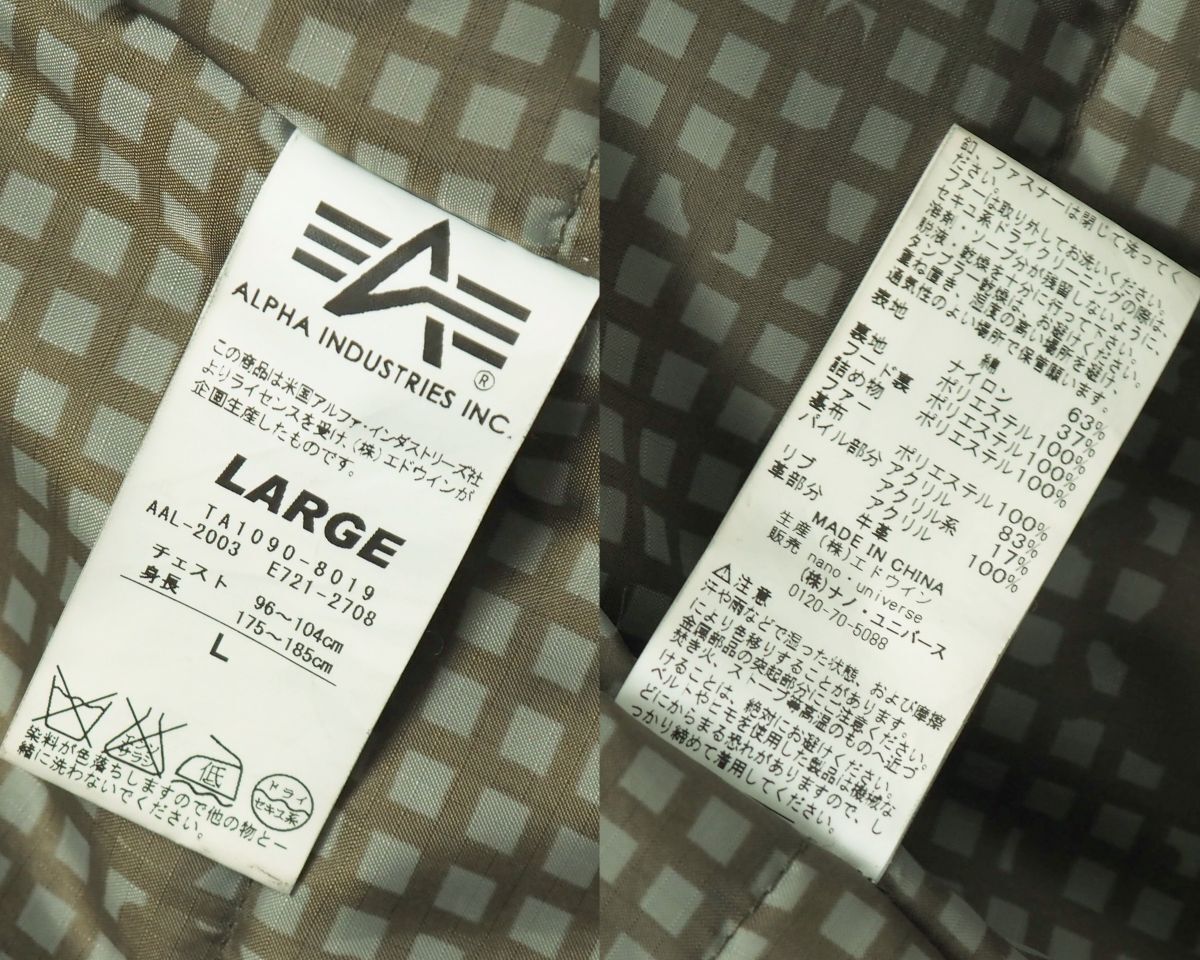 ALPHA INDUSTRIES INC.
®
この商品は米国アルファ・インダストリーズ社
よりライセンスを受け、(株)エドウインが
企画生産したものです。
LARGE
TA1090-8019
AAL-2003 E721-2708
チェスト 96〜104cm
身長 175〜185cm
L
エンソ
サラシ
低
ドライ
セキユ系
染料が色落ちしますので他の物と一
緒に洗わないでください。
釦、ファスナーは閉じて洗ってく
ださい。
ファーは取り外してお洗いください。
セキユ系ドライクリーニングの際は、
溶剤・ソープ分が残留しないように、
脱液・乾燥を十分に行って下さい。
タンブラー乾燥は、お避けください。
重ね置き、湿度の高い場所を避け、
通気性のよい場所で保管願います。
表地 綿 63%
ナイロン 37%
裏地 ポリエステル 100%
フード裏 ポリエステル 100%
詰め物 ポリエステル 100%
ファー
基布 ポリエステル 100%
パイル部分 アクリル 83%
アクリル系 17%
リブ アクリル 100%
革部分 牛革
MADE IN CHINA
生産 (株)エドウイン
販売 nano・universe
(株)ナノ・ユニバース
0120-70-5088
⚠注意
汗や雨などで湿った状態、および摩擦
により色移りすることがあります
金属部品の突起部分にご注意ください。
焚き火、ストーブ等高温のものへ近づ
けることは、絶対にお避けください。
ベルトやヒモを使用した製品は機械な
どにからまる恐れがありますので、し
っかり締めて着用してください。